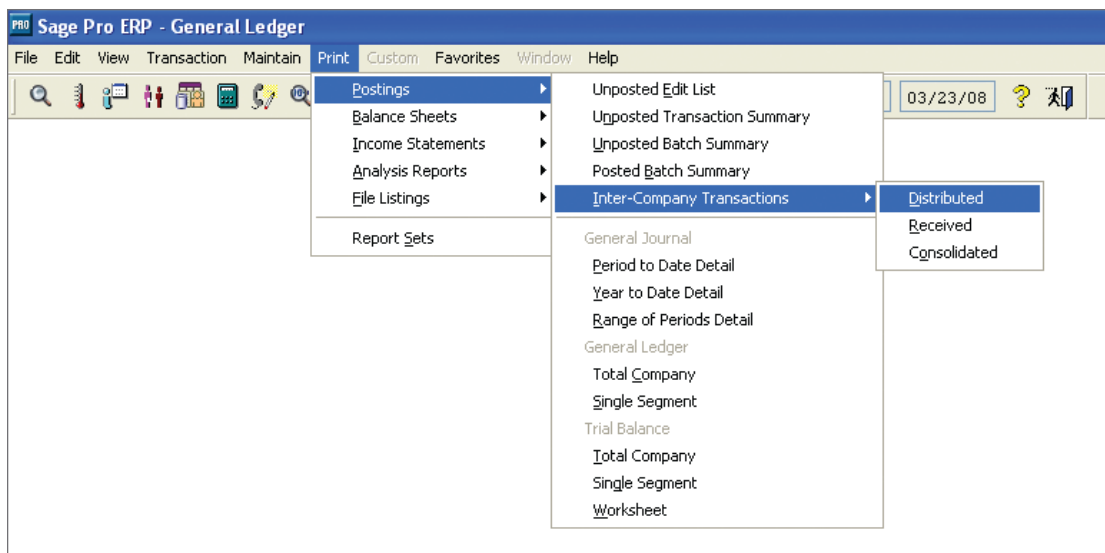 PRO Sage Pro ERP - General Ledger
File Edit View Transaction Maintain Print Custom Favorites Window Help
03/23/08
Postings
Balance Sheets
Income Statements
Analysis Reports
File Listings
Report Sets
Unposted Edit List
Unposted Transaction Summary
Unposted Batch Summary
Posted Batch Summary
Inter-Company Transactions
General Journal
Period to Date Detail
Year to Date Detail
Range of Periods Detail
General Ledger
Total Company
Single Segment
Trial Balance
Total Company
Single Segment
Worksheet
Distributed
Received
Consolidated